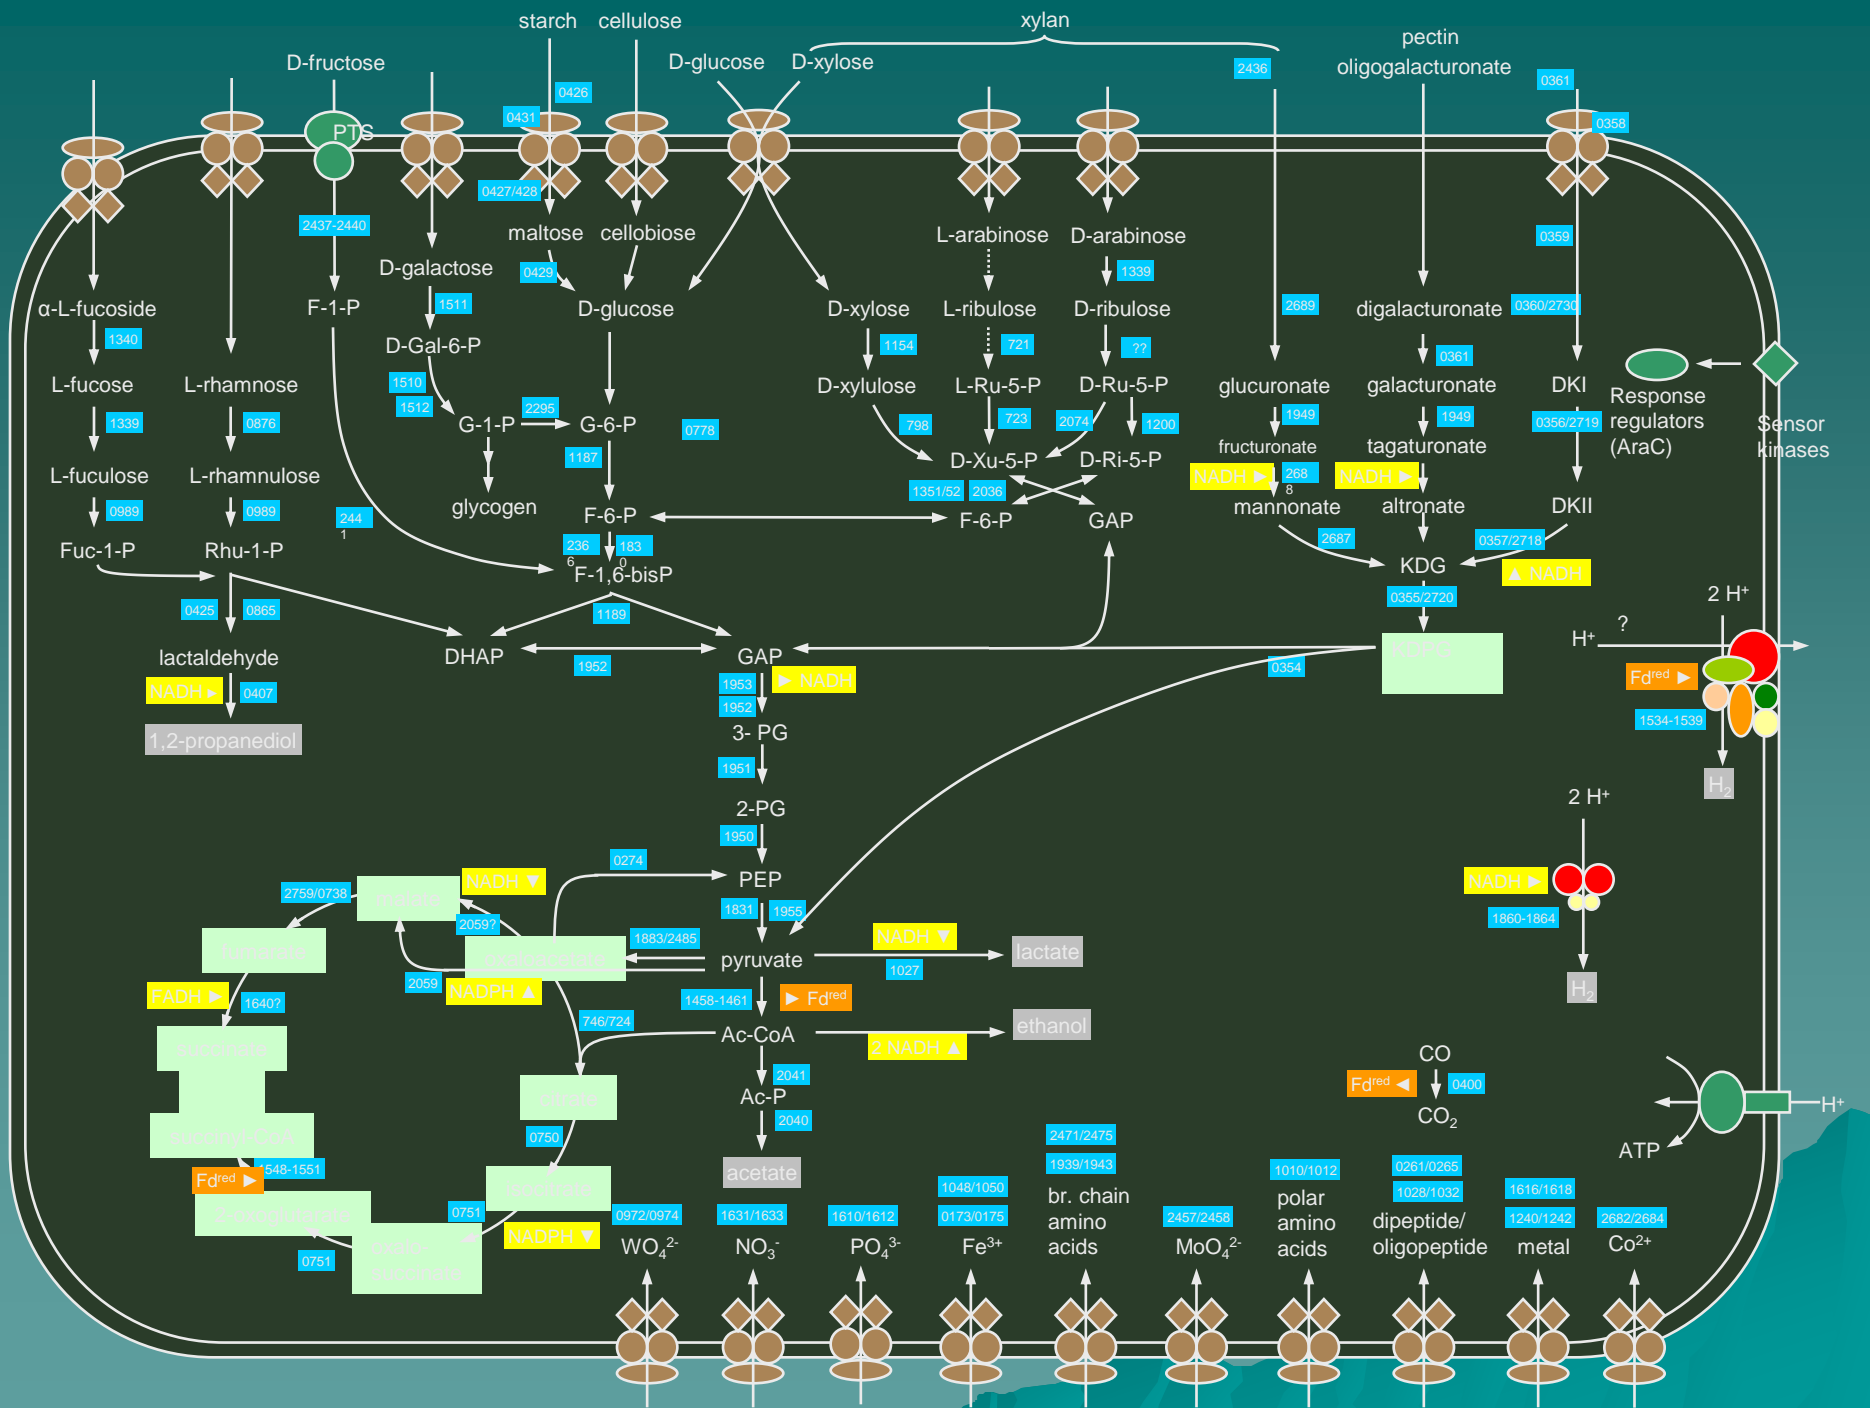 starch
cellulose
xylan
D-fructose
D-glucose
D-xylose
pectin
oligogalacturonate
2436
0361
0426
0431
0358
PTS
0427/428
2437-2440
maltose
cellobiose
L-arabinose
D-arabinose
0359
D-galactose
0429
1339
α-L-fucoside
F-1-P
1511
D-glucose
D-xylose
L-ribulose
D-ribulose
2689
digalacturonate
0360/2730
1340
D-Gal-6-P
1154
721
??
0361
L-fucose
L-rhamnose
1510
1512
D-xylulose
L-Ru-5-P
D-Ru-5-P
glucuronate
galacturonate
DKI
Response
regulators
(AraC)
Sensor
kinases
1339
0876
G-1-P
2295
G-6-P
0778
798
723
2074
1200
1949
1949
0356/2719
fructuronate
tagaturonate
1187
D-Xu-5-P
D-Ri-5-P
L-fuculose
L-rhamnulose
NADH ►
268
8
NADH ►
glycogen
1351/52
2036
mannonate
altronate
DKII
0989
0989
244
1
F-6-P
F-6-P
GAP
Fuc-1-P
Rhu-1-P
236
6
183
0
2687
0357/2718
KDG
F-1,6-bisP
▲ NADH
0425
0865
1189
0355/2720
2 H+
?
H+
lactaldehyde
DHAP
1952
GAP
0354
NADH ►
0407
1953
► NADH
Fdred ►
1952
1534-1539
1,2-propanediol
3- PG
1951
H2
2-PG
2 H+
1950
0274
PEP
NADH ▼
2759/0738
NADH ►
1831
1955
2059?
1860-1864
1883/2485
NADH ▼
pyruvate
lactate
1027
2059
NADPH ▲
FADH ►
1640?
1458-1461
► Fdred
H2
746/724
Ac-CoA
ethanol
2 NADH ▲
CO
2041
Fdred ◄
0400
Ac-P
CO2
H+
2040
0750
ATP
2471/2475
1939/1943
acetate
1548-1551
Fdred ►
1010/1012
0261/0265
1028/1032
1048/1050
0173/0175
br. chain
amino
acids
polar
amino
acids
1616/1618
1240/1242
0751
0972/0974
1631/1633
1610/1612
2457/2458
dipeptide/
oligopeptide
2682/2684
NADPH ▼
WO42-
NO3-
PO43-
Fe3+
MoO42-
metal
Co2+
0751